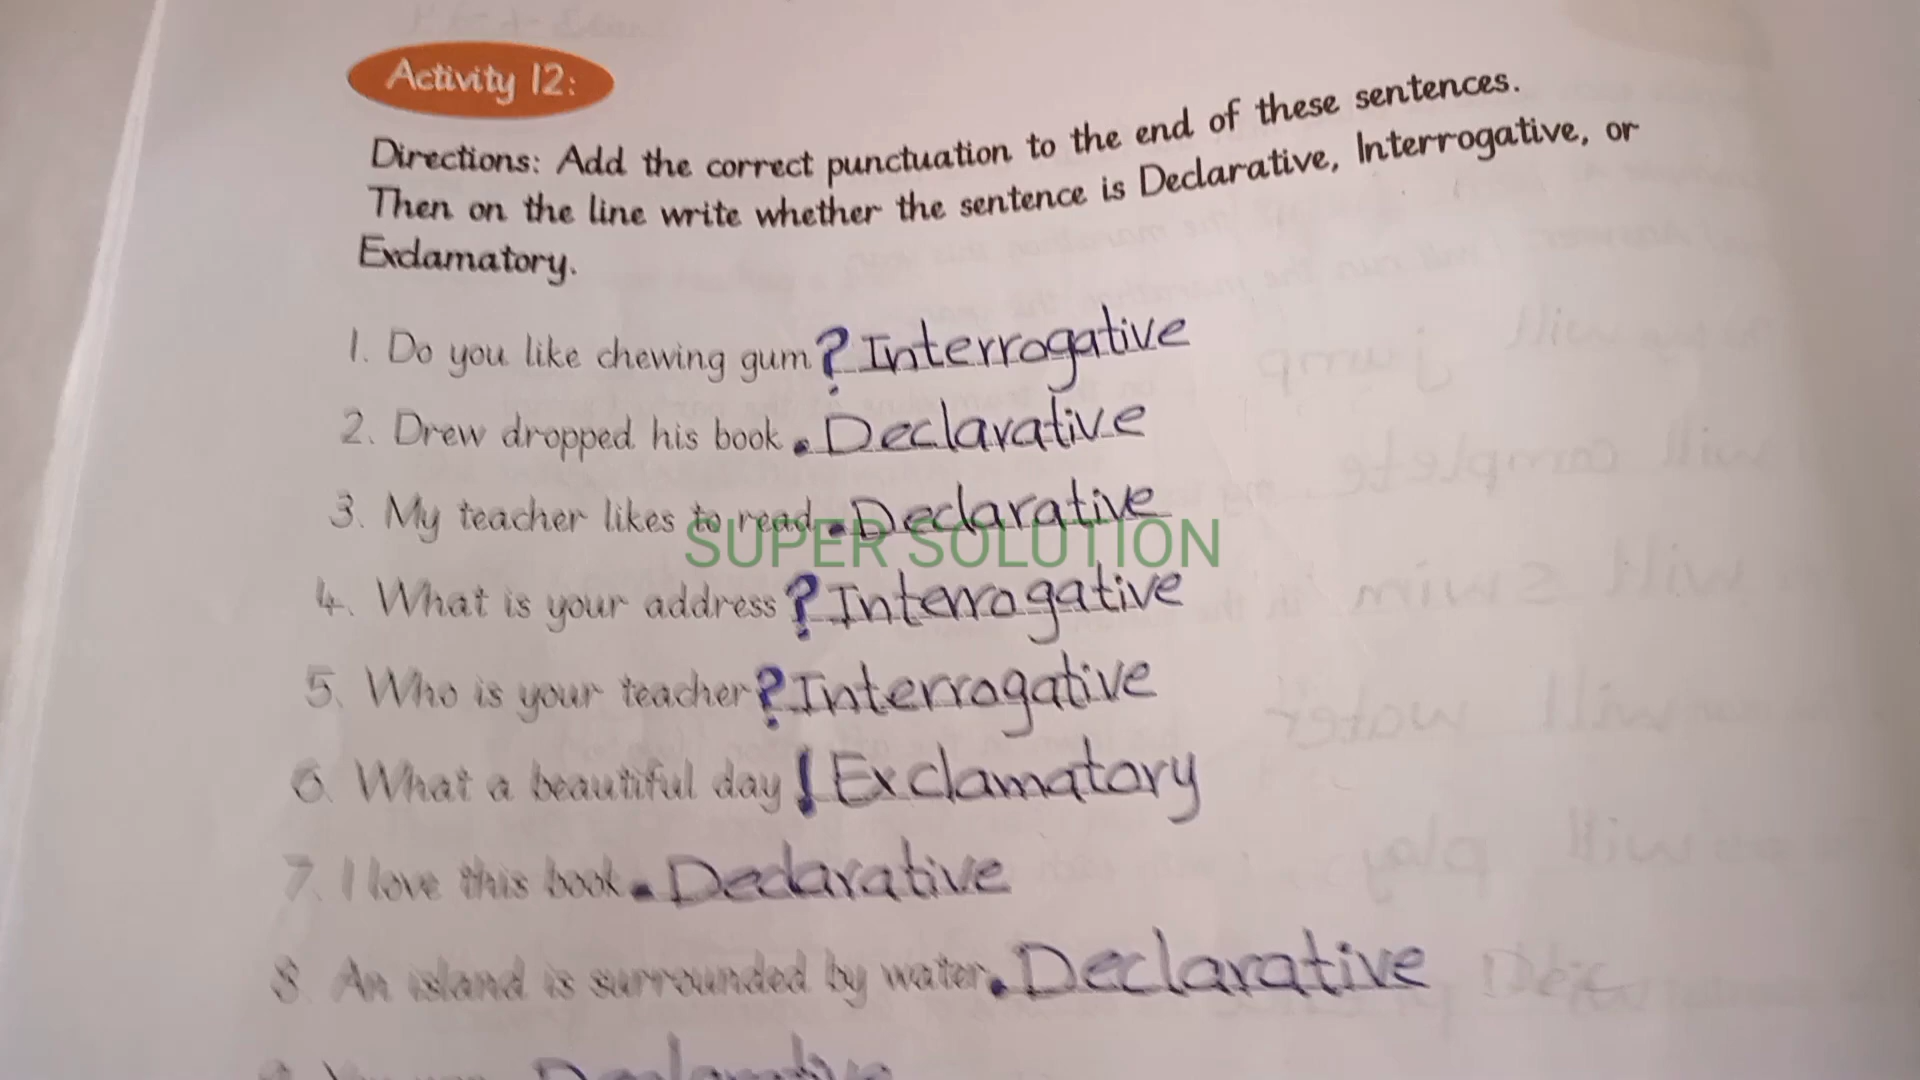 Activity 12:
Directions: Add the correct punctuation to the end of these sentences.
Then on the line write whether the sentence is Declarative, Interrogative, or
Exclamatory.
1. Do you like chewing gum? Interrogative
2. Drew dropped his book. Declarative
3. My teacher likes to read. Declarative
SUPER SOLUTION
4. What is your address? Interrogative
5. Who is your teacher? Interrogative
6. What a beautiful day! Exclamatory
7. I love this book. Declarative
8. An island is surrounded by water. Declarative
Declarative